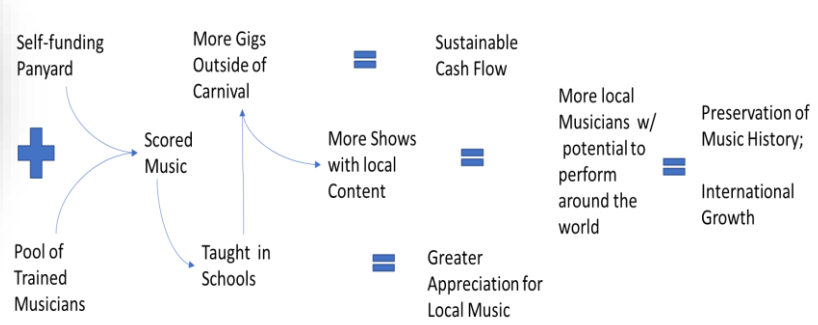 Self-funding
Panyard
Pool of
Trained
Musicians
Scored
Music
Taught in
Schools
More Gigs
Outside of
Carnival
More Shows
with local
Content
Sustainable
Cash Flow
Greater
Appreciation for
Local Music
More local
Musicians w/
potential to
perform
around the
world
Preservation of
Music History;
International
Growth